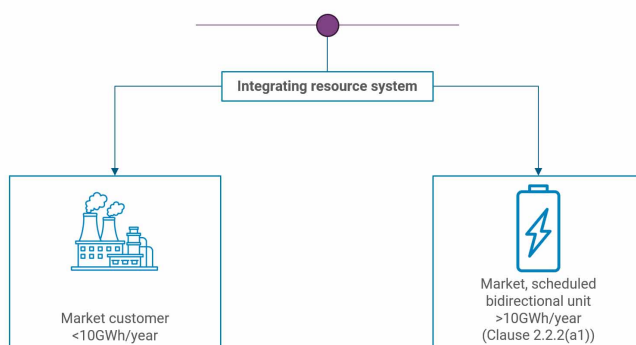 Integrating resource system
Market customer
<10GWh/year
Market, scheduled
bidirectional unit
>10GWh/year
(Clause 2.2.2(a1))